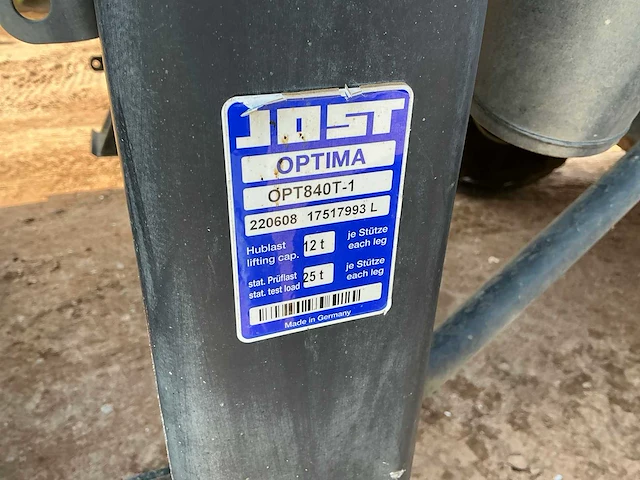 JOST
OPTIMA
OPT840T-1
220608 17517993 L
Hublast 12 t je Stütze
lifting cap. each leg
stat. Prüflast 25 t je Stütze
stat. test load each leg
Made in Germany